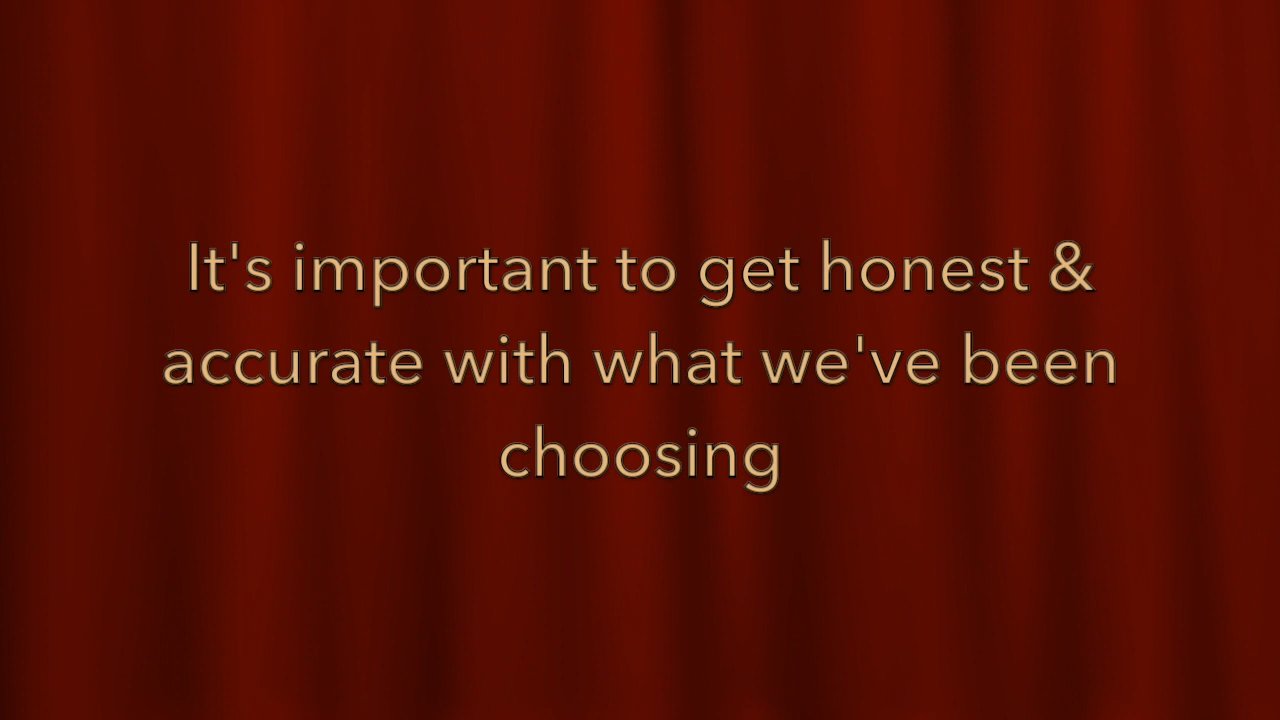 It's important to get honest &
accurate with what we've been
choosing